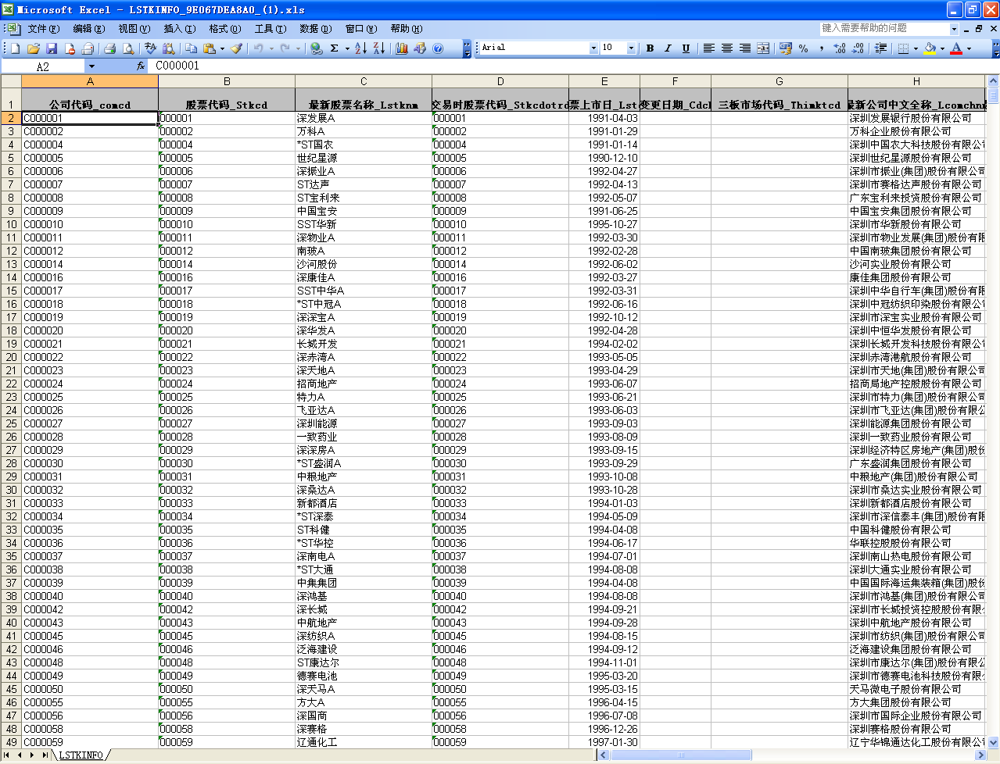 Microsoft Excel - LSTKINFO_9E067DEA8A0_(1).xls
文件(F) 编辑(E) 视图(V) 插入(I) 格式(O) 工具(T) 数据(D) 窗口(W) 帮助(H) 键入需要帮助的问题
Arial 10 B I U
A2 fx C000001
A B C D E F G H
1 公司代码_comcd 股票代码_Stkcd 最新股票名称_Lstknm 交易时股票代码_Stkcdotrd 票上市日_Lst 变更日期_Cdcl 三板市场代码_Thimktcd 最新公司中文全称_Lcomchn
2 C000001 000001 深发展A 000001 1991-04-03 深圳发展银行股份有限公司
3 C000002 000002 万科A 000002 1991-01-29 万科企业股份有限公司
4 C000004 000004 *ST国农 000004 1991-01-14 深圳中国农大科技股份有限公
5 C000005 000005 世纪星源 000005 1990-12-10 深圳世纪星源股份有限公司
6 C000006 000006 深振业A 000006 1992-04-27 深圳市振业(集团)股份有限公司
7 C000007 000007 ST达声 000007 1992-04-13 深圳市赛格达声股份有限公司
8 C000008 000008 ST宝利来 000008 1992-05-07 广东宝利来投资股份有限公司
9 C000009 000009 中国宝安 000009 1991-06-25 中国宝安集团股份有限公司
10 C000010 000010 SST华新 000010 1995-10-27 深圳市华新股份有限公司
11 C000011 000011 深物业A 000011 1992-03-30 深圳市物业发展(集团)股份有限
12 C000012 000012 南玻A 000012 1992-02-28 中国南玻集团股份有限公司
13 C000014 000014 沙河股份 000014 1992-06-02 沙河实业股份有限公司
14 C000016 000016 深康佳A 000016 1992-03-27 康佳集团股份有限公司
15 C000017 000017 SST中华A 000017 1992-03-31 深圳中华自行车(集团)股份有限
16 C000018 000018 *ST中冠A 000018 1992-06-16 深圳中冠纺织印染股份有限公
17 C000019 000019 深深宝A 000019 1992-10-12 深圳市深宝实业股份有限公司
18 C000020 000020 深华发A 000020 1992-04-28 深圳中恒华发股份有限公司
19 C000021 000021 长城开发 000021 1994-02-02 深圳长城开发科技股份有限公
20 C000022 000022 深赤湾A 000022 1993-05-05 深圳赤湾港航股份有限公司
21 C000023 000023 深天地A 000023 1993-04-29 深圳市天地(集团)股份有限公司
22 C000024 000024 招商地产 000024 1993-06-07 招商局地产控股股份有限公司
23 C000025 000025 特力A 000025 1993-06-21 深圳市特力(集团)股份有限公司
24 C000026 000026 飞亚达A 000026 1993-06-03 深圳市飞亚达(集团)股份有限公
25 C000027 000027 深圳能源 000027 1993-09-03 深圳能源集团股份有限公司
26 C000028 000028 一致药业 000028 1993-08-09 深圳一致药业股份有限公司
27 C000029 000029 深深房A 000029 1993-09-15 深圳经济特区房地产(集团)股份
28 C000030 000030 *ST盛润A 000030 1993-09-29 广东盛润集团股份有限公司
29 C000031 000031 中粮地产 000031 1993-10-08 中粮地产(集团)股份有限公司
30 C000032 000032 深桑达A 000032 1993-10-28 深圳市桑达实业股份有限公司
31 C000033 000033 新都酒店 000033 1994-01-03 深圳新都酒店股份有限公司
32 C000034 000034 *ST深泰 000034 1994-05-09 深圳市深信泰丰(集团)股份有限
33 C000035 000035 ST科健 000035 1994-04-08 中国科健股份有限公司
34 C000036 000036 *ST华控 000036 1994-06-17 华联控股股份有限公司
35 C000037 000037 深南电A 000037 1994-07-01 深圳南山热电股份有限公司
36 C000038 000038 *ST大通 000038 1994-08-08 深圳大通实业股份有限公司
37 C000039 000039 中集集团 000039 1994-04-08 中国国际海运集装箱(集团)股份
38 C000040 000040 深鸿基 000040 1994-08-08 深圳市鸿基(集团)股份有限公司
39 C000042 000042 深长城 000042 1994-09-21 深圳市长城投资控股股份有限
40 C000043 000043 中航地产 000043 1994-09-28 深圳中航地产股份有限公司
41 C000045 000045 深纺织A 000045 1994-08-15 深圳市纺织(集团)股份有限公司
42 C000046 000046 泛海建设 000046 1994-09-12 泛海建设集团股份有限公司
43 C000048 000048 ST康达尔 000048 1994-11-01 深圳市康达尔(集团)股份有限公
44 C000049 000049 德赛电池 000049 1995-03-20 深圳市德赛电池科技股份有限
45 C000050 000050 深天马A 000050 1995-03-15 天马微电子股份有限公司
46 C000055 000055 方大A 000055 1996-04-15 方大集团股份有限公司
47 C000056 000056 深国商 000056 1996-07-08 深圳市国际企业股份有限公司
48 C000058 000058 深赛格 000058 1996-12-26 深圳赛格股份有限公司
49 C000059 000059 辽通化工 000059 1997-01-30 辽宁华锦通达化工股份有限公
LSTKINFO